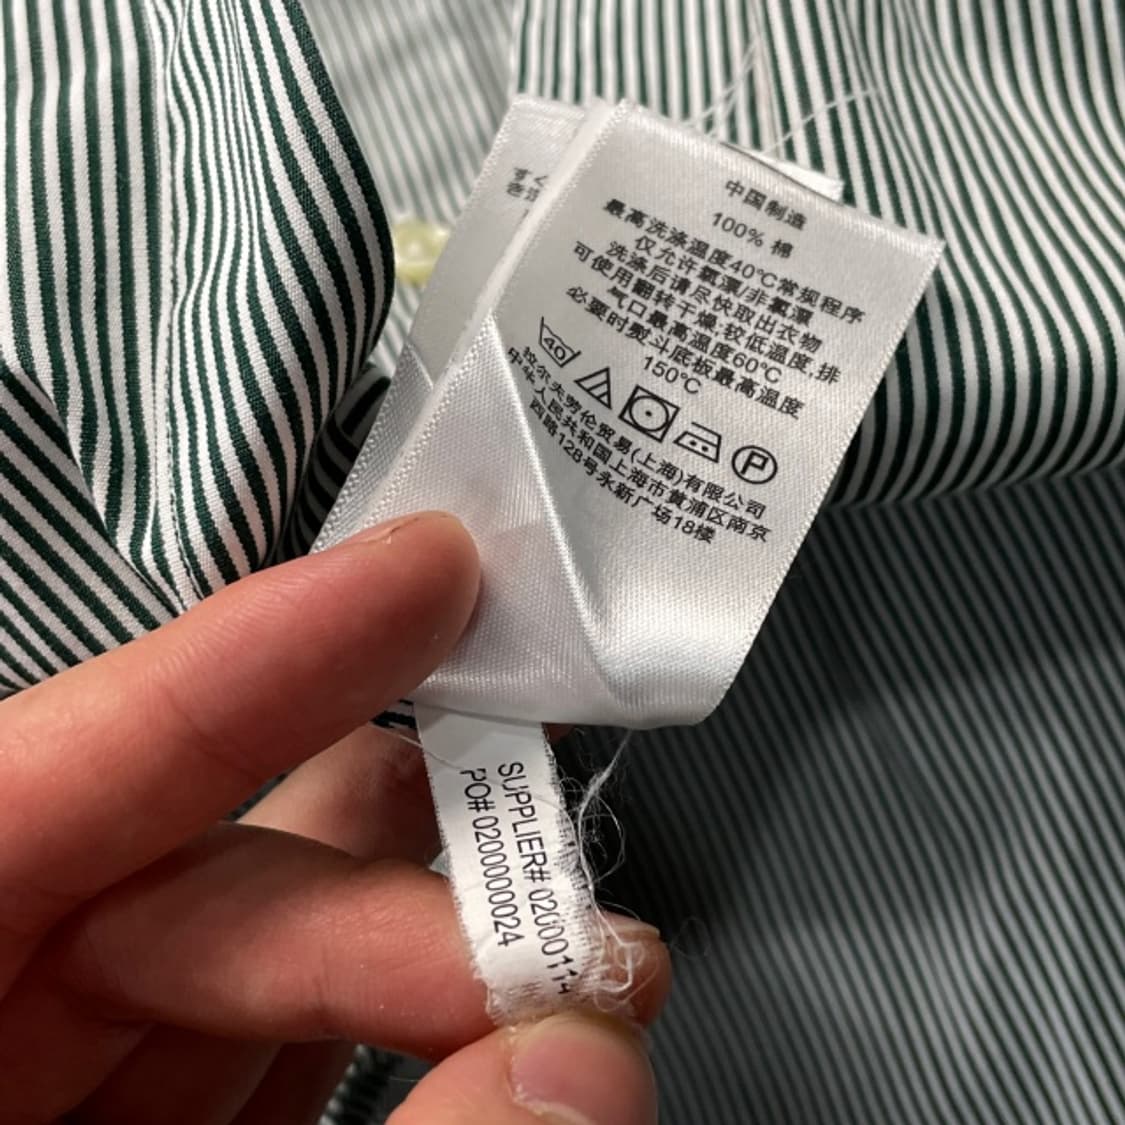 中国制造
100% 棉
最高洗涤温度40℃常规程序
仅允许氧漂/非氯漂
洗涤后请尽快取出衣物
可使用翻转干燥,较低温度,排
气口最高温度60℃
必要时熨斗底板最高温度
150℃
40
P
拉尔夫劳伦贸易(上海)有限公司
中华人民共和国上海市黄浦区南京
西路128号永新广场18楼
すく
SUPPLIER# 02000114
PO# 0200000024